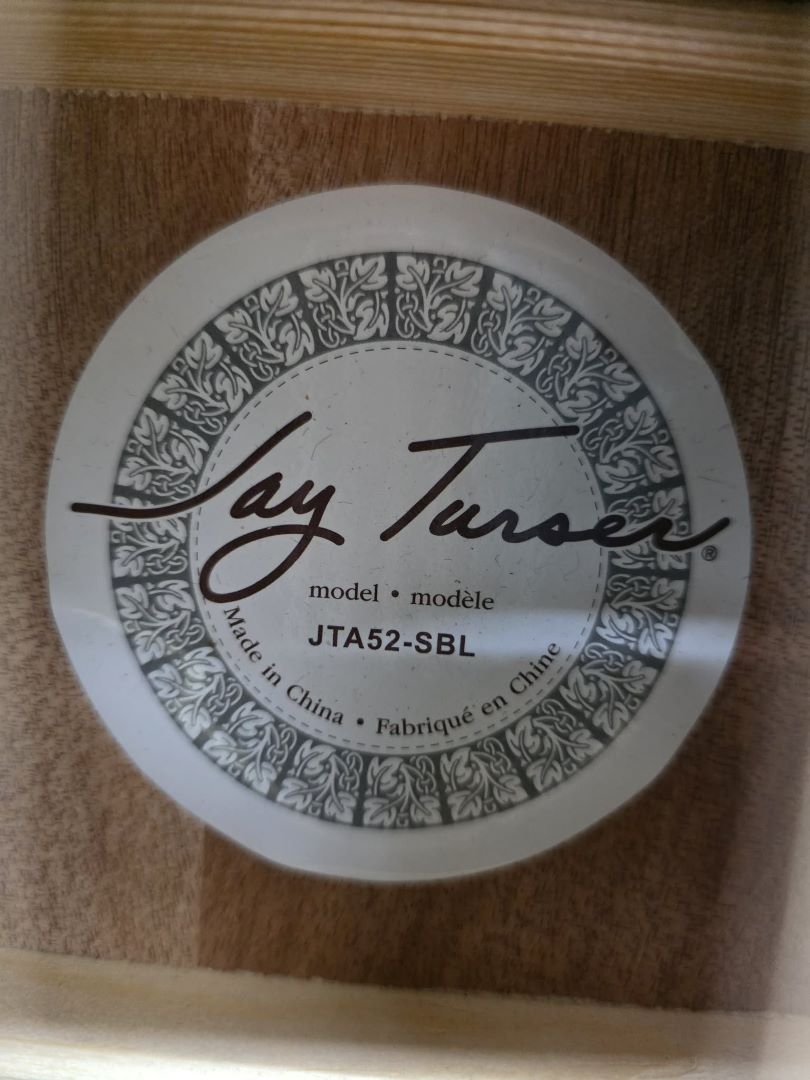 Jay Turser®
model • modèle
JTA52-SBL
Made in China • Fabriqué en Chine